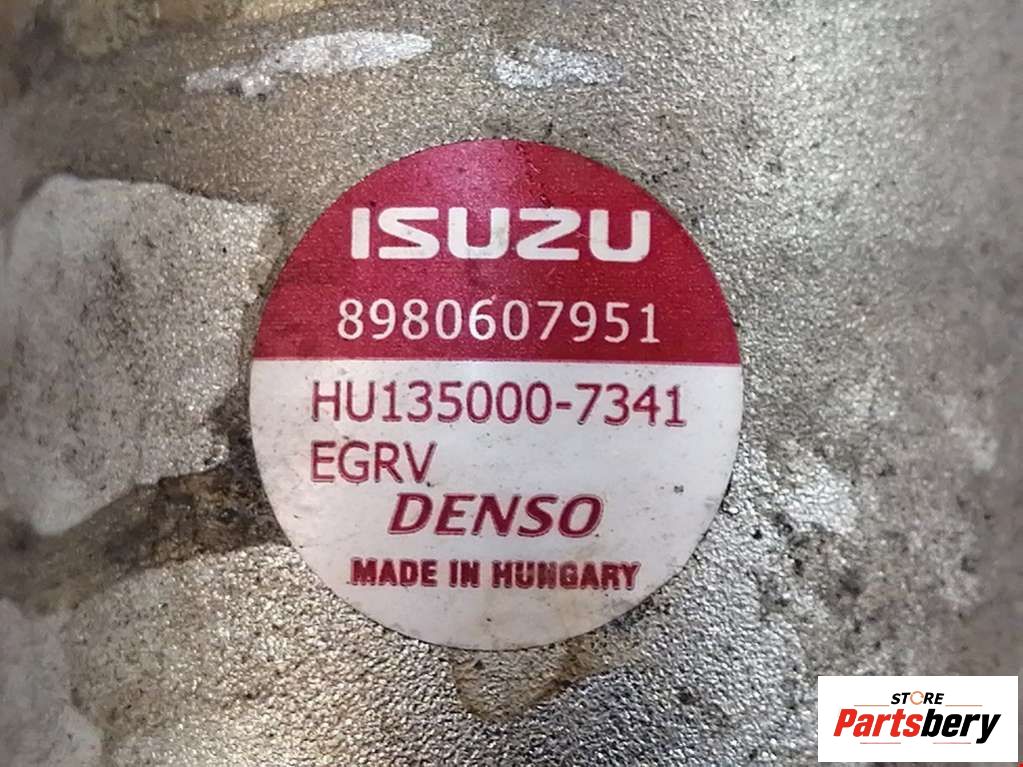 ISUZU
8980607951
HU135000-7341
EGRV
DENSO
MADE IN HUNGARY
STORE
Partsbery